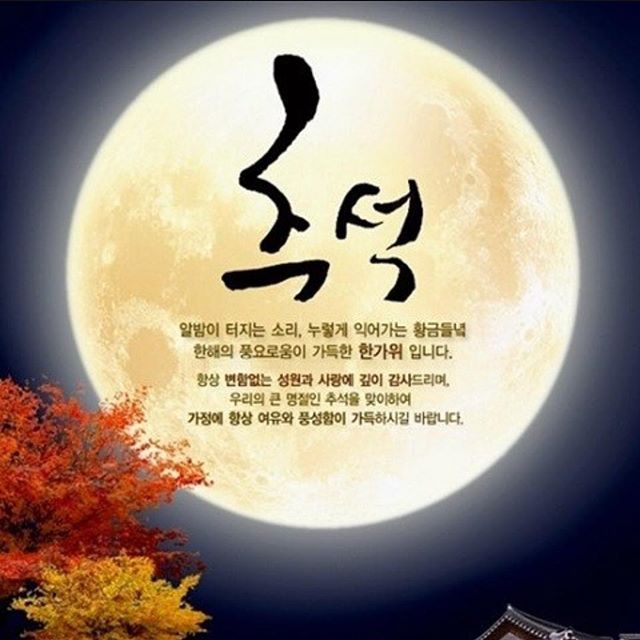 추석
알밤이 터지는 소리, 누렇게 익어가는 황금들녘
한해의 풍요로움이 가득한 한가위 입니다.
항상 변함없는 성원과 사랑에 깊이 감사드리며,
우리의 큰 명절인 추석을 맞이하여
가정에 항상 여유와 풍성함이 가득하시길 바랍니다.